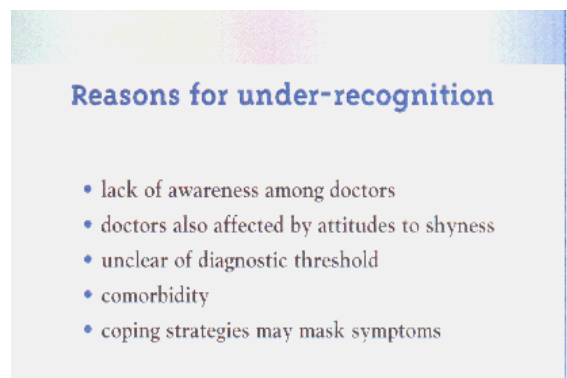 Reasons for under-recognition
• lack of awareness among doctors
• doctors also affected by attitudes to shyness
• unclear of diagnostic threshold
• comorbidity
• coping strategies may mask symptoms